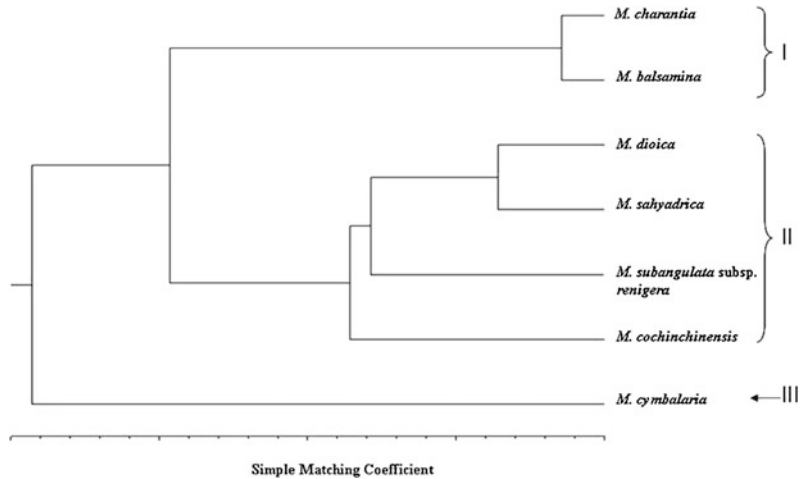 M. charantia
I
M. balsamina
M. dioica
M. sahyadrica
II
M. subangulata subsp.
renigera
M. cochinchinensis
M. cymbalaria
III
Simple Matching Coefficient